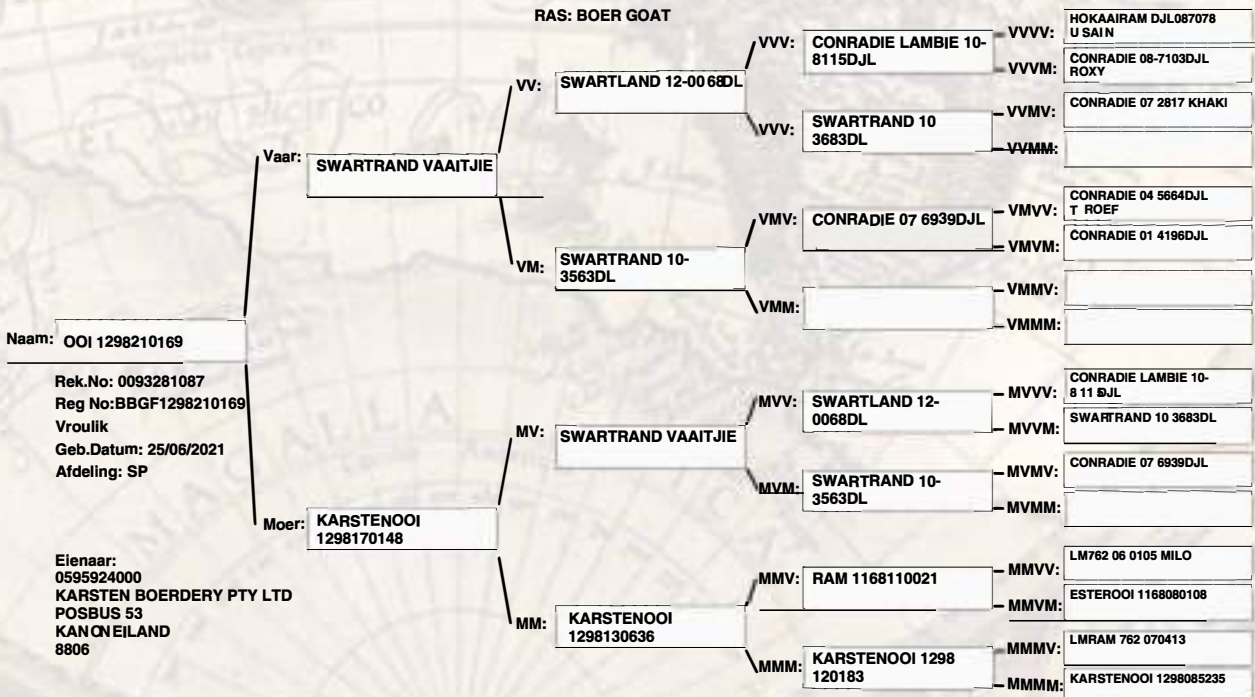 RAS: BOER GOAT
Naam: OOI 1298210169
Rek.No: 0093281087
Reg No:BBGF1298210169
Vroulik
Geb.Datum: 25/06/2021
Afdeling: SP
Eienaar:
0595924000
KARSTEN BOERDERY PTY LTD
POSBUS 53
KANONEILAND
8806
Vaar: SWARTRAND VAAITJIE
Moer: KARSTENOOI
1298170148
VV: SWARTLAND 12-0068DL
VM: SWARTRAND 10-
3563DL
MV: SWARTRAND VAAITJIE
MM: KARSTENOOI
1298130636
VVV: CONRADIE LAMBIE 10-
8115DJL
VVV: SWARTRAND 10
3683DL
VMV: CONRADIE 07 6939DJL
VMM:
MVV: SWARTLAND 12-
0068DL
MVM: SWARTRAND 10-
3563DL
MMV: RAM 1168110021
MMM: KARSTENOOI 1298
120183
VVVV: HOKAAIRAM DJL087078
U SAIN
VVVM: CONRADIE 08-7103DJL
ROXY
VVMV: CONRADIE 07 2817 KHAKI
VVMM:
VMVV: CONRADIE 04 5664DJL
T ROEF
VMVM: CONRADIE 01 4196DJL
VMMV:
VMMM:
MVVV: CONRADIE LAMBIE 10-
8 115DJL
MVVM: SWARTRAND 10 3683DL
MVMV: CONRADIE 07 6939DJL
MVMM:
MMVV: LM762 06 0105 MILO
MMVM: ESTEROOI 1168080108
MMMV: LMRAM 762 070413
MMMM: KARSTENOOI 1298085235